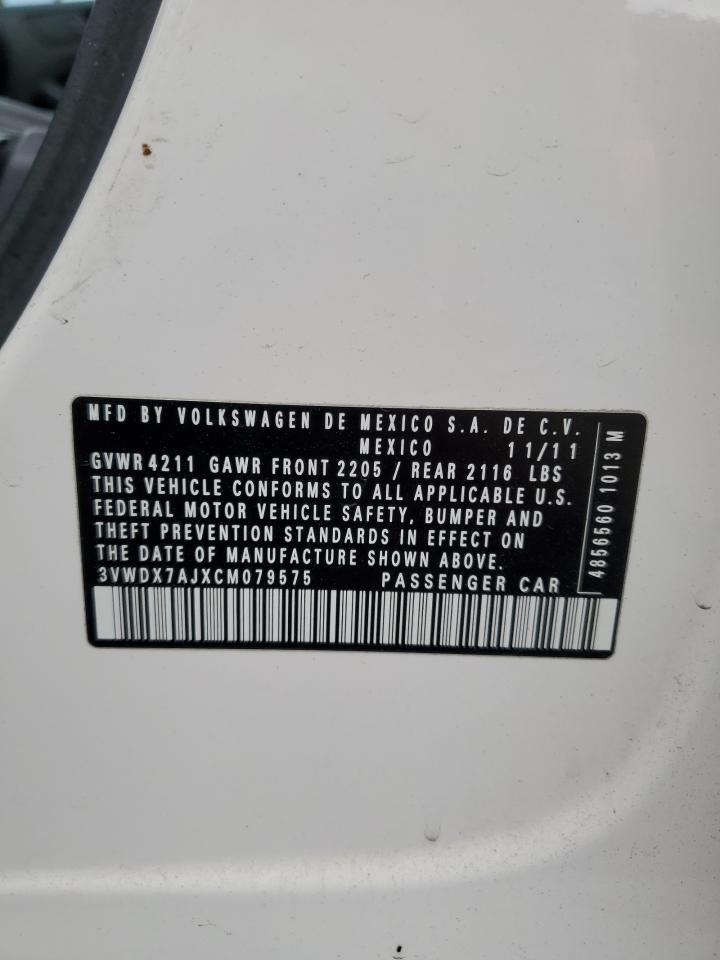 MFD BY VOLKSWAGEN DE MEXICO S.A. DE C.V.
MEXICO 11/11
GVWR 4211 GAWR FRONT 2205 / REAR 2116 LBS
THIS VEHICLE CONFORMS TO ALL APPLICABLE U.S.
FEDERAL MOTOR VEHICLE SAFETY, BUMPER AND
THEFT PREVENTION STANDARDS IN EFFECT ON
THE DATE OF MANUFACTURE SHOWN ABOVE.
3VWDX7AJXCM079575 PASSENGER CAR
4856560 1013 M